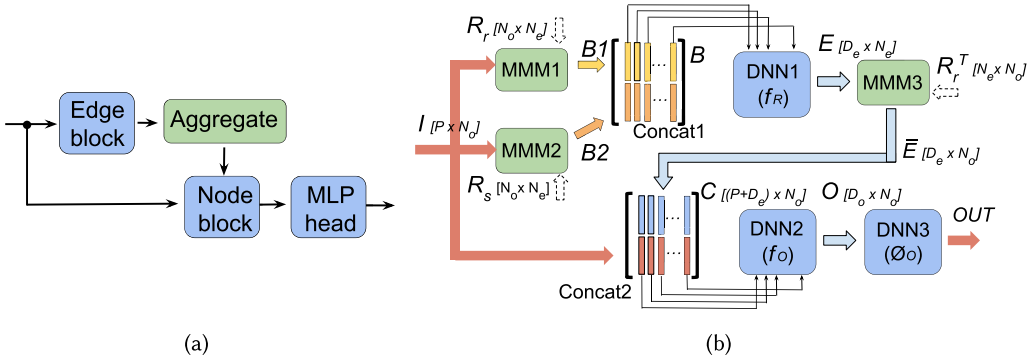 Edge
block
Aggregate
Node
block
MLP
head
(a)
R_r [N_o x N_e]
MMM1
B1
I [P x N_o]
MMM2
B2
R_s [N_o x N_e]
...
...
B
Concat1
DNN1
(f_R)
E [D_e x N_e]
MMM3
R_r^T [N_e x N_o]
Ē [D_e x N_o]
...
...
Concat2
C [(P+D_e) x N_o]
DNN2
(f_O)
O [D_o x N_o]
DNN3
(Ø_O)
OUT
(b)